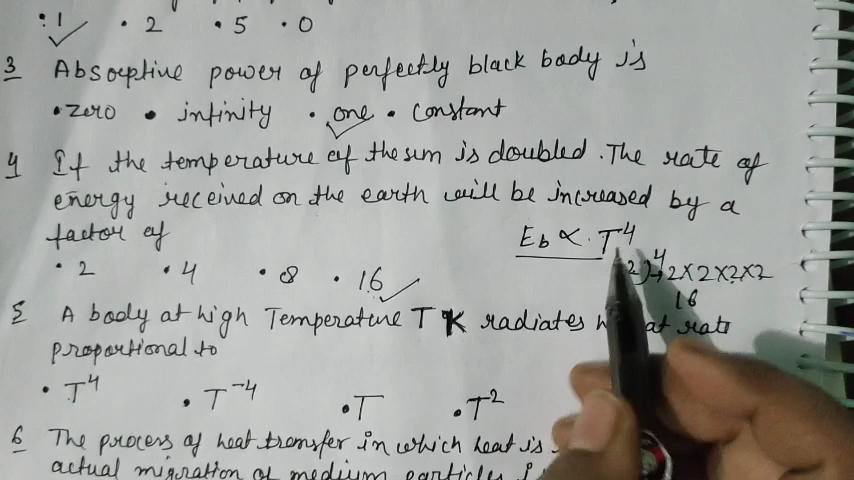 • 1 • 2 • 5 • 0
3 Absorptive power of perfectly black body is
• zero • infinity • one • constant
4 If the temperature of the sun is doubled. The rate of
energy received on the earth will be increased by a
factor of
Eb ∝ T⁴
2)⁴ → 2×2×2×2
16
• 2 • 4 • 8 • 16
5 A body at high Temperature T K radiates at rate
proportional to
• T⁴ • T⁻⁴ • T • T²
6 The process of heat transfer in which heat is
actual migration of medium particles i